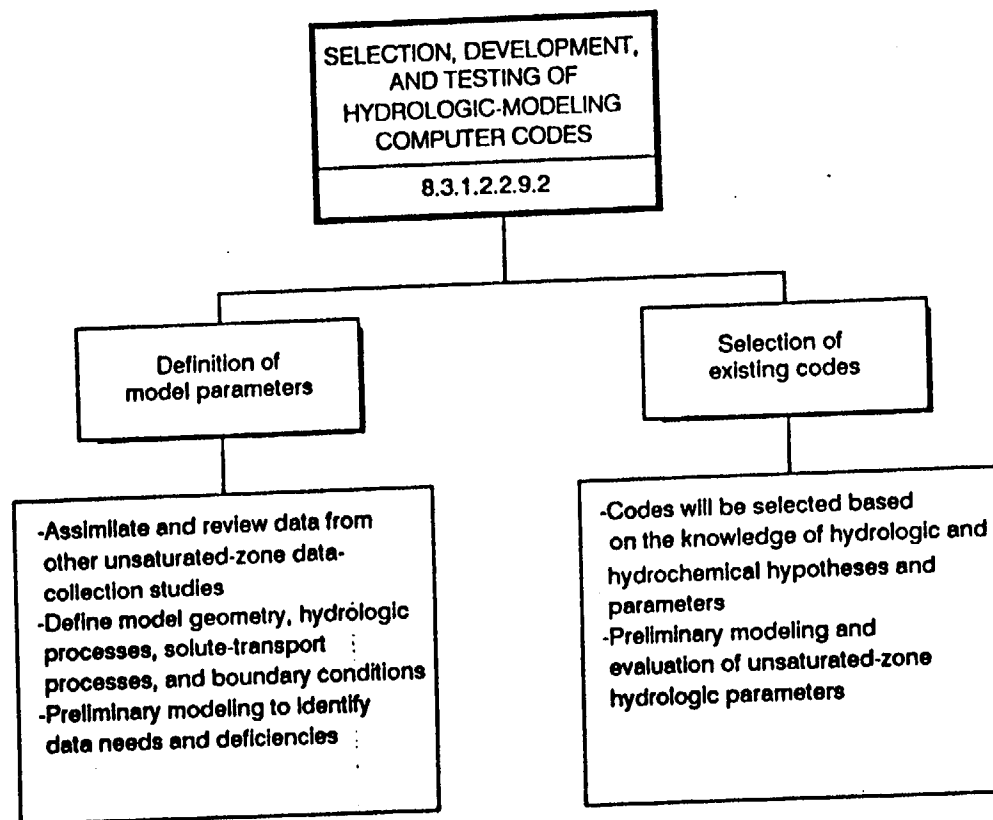 SELECTION, DEVELOPMENT,
AND TESTING OF
HYDROLOGIC-MODELING
COMPUTER CODES
8.3.1.2.2.9.2
Definition of
model parameters
Selection of
existing codes
-Assimilate and review data from
other unsaturated-zone data-
collection studies
-Define model geometry, hydrologic
processes, solute-transport
processes, and boundary conditions
-Preliminary modeling to identify
data needs and deficiencies
-Codes will be selected based
on the knowledge of hydrologic and
hydrochemical hypotheses and
parameters
-Preliminary modeling and
evaluation of unsaturated-zone
hydrologic parameters